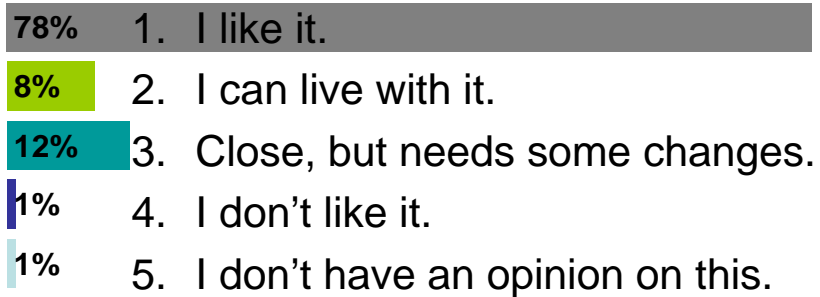 78% 1. I like it.
8% 2. I can live with it.
12% 3. Close, but needs some changes.
1% 4. I don’t like it.
1% 5. I don’t have an opinion on this.